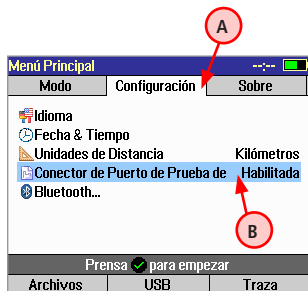 A
Menú Principal --:--
Modo Configuración Sobre
Idioma
Fecha & Tiempo
Unidades de Distancia Kilómetros
Conector de Puerto de Prueba de Habilitada
Bluetooth...
B
Prensa para empezar
Archivos USB Traza